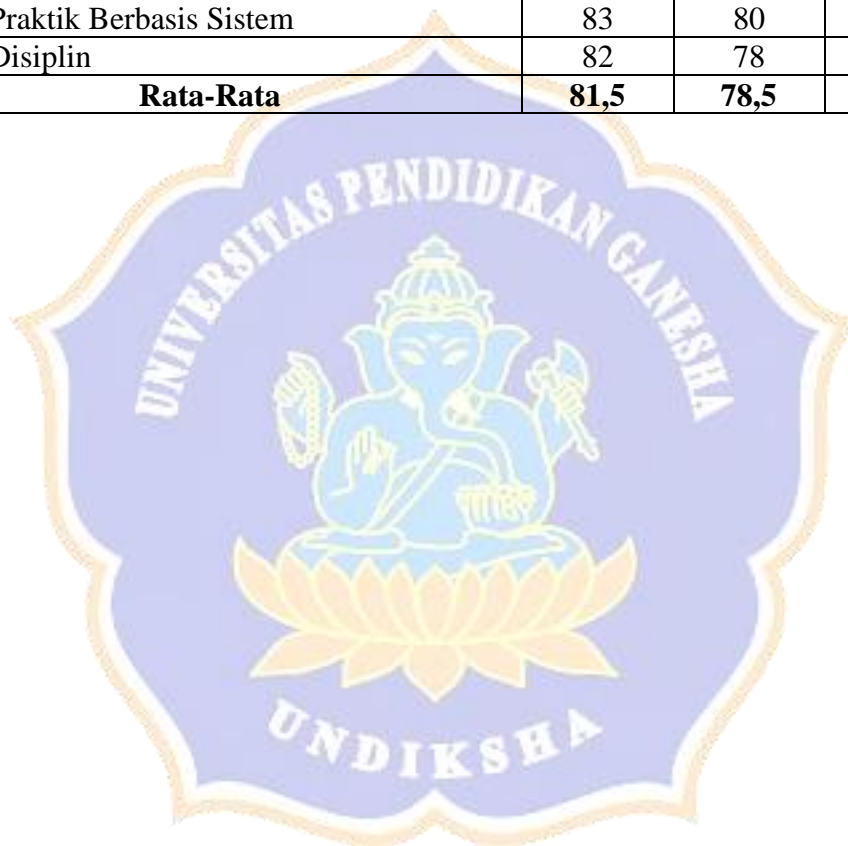 Praktik Berbasis Sistem 83 80
Disiplin 82 78
Rata-Rata 81,5 78,5
UNIVERSITAS PENDIDIKAN GANESHA
UNDIKSHA